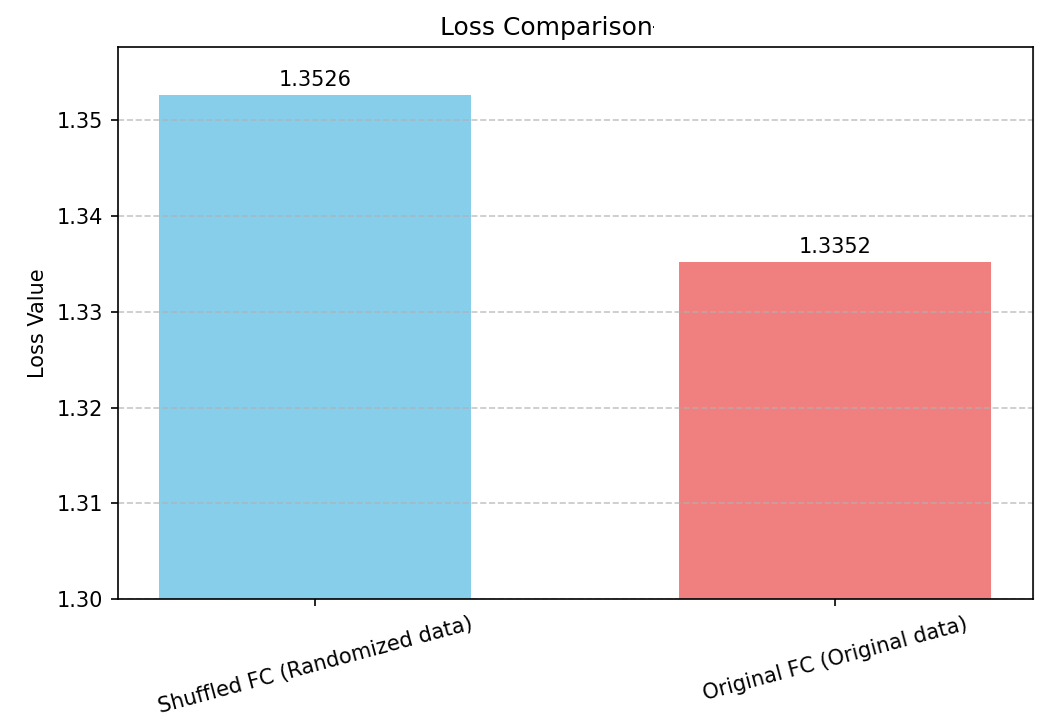 Loss Comparison
1.3526
1.3352
Loss Value
1.35
1.34
1.33
1.32
1.31
1.30
Shuffled FC (Randomized data)
Original FC (Original data)